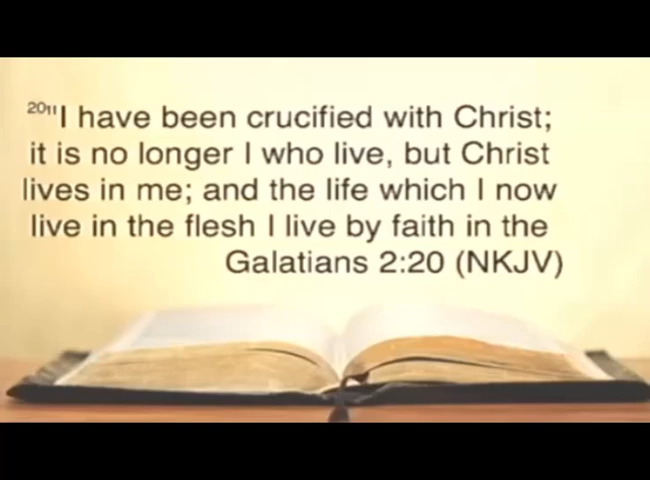 20"I have been crucified with Christ;
it is no longer I who live, but Christ
lives in me; and the life which I now
live in the flesh I live by faith in the
Galatians 2:20 (NKJV)